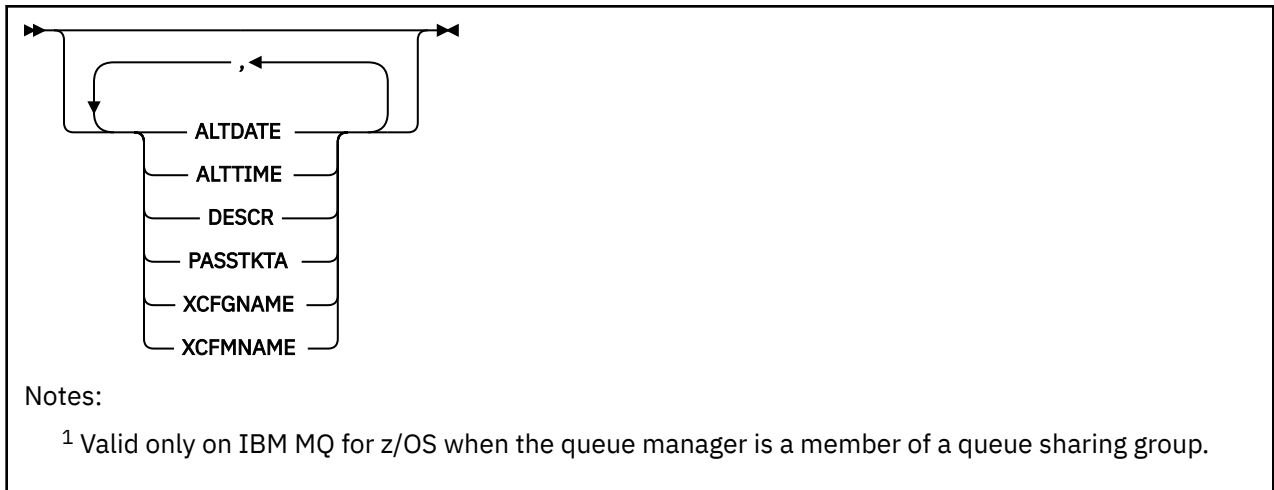 ,
ALTDATE
ALTTIME
DESCR
PASSTKTA
XCFGNAME
XCFMNAME
Notes:
1 Valid only on IBM MQ for z/OS when the queue manager is a member of a queue sharing group.